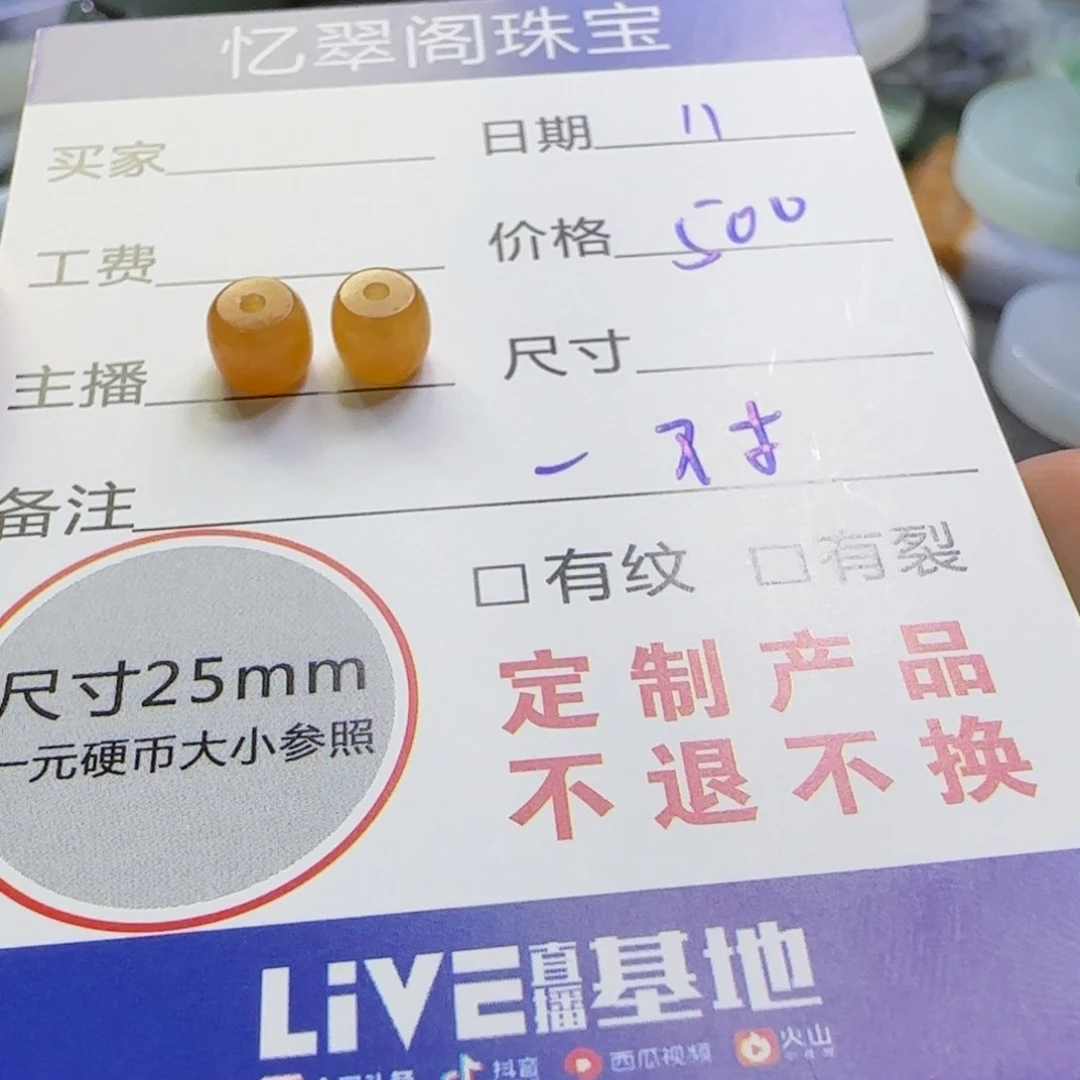 忆翠阁珠宝
买家 日期 11
工费 价格 500
主播 尺寸
备注 一对
□有纹 □有裂
尺寸25mm
一元硬币大小参照
定制产品
不退不换
LiVE直播基地
抖音 西瓜视频 火山